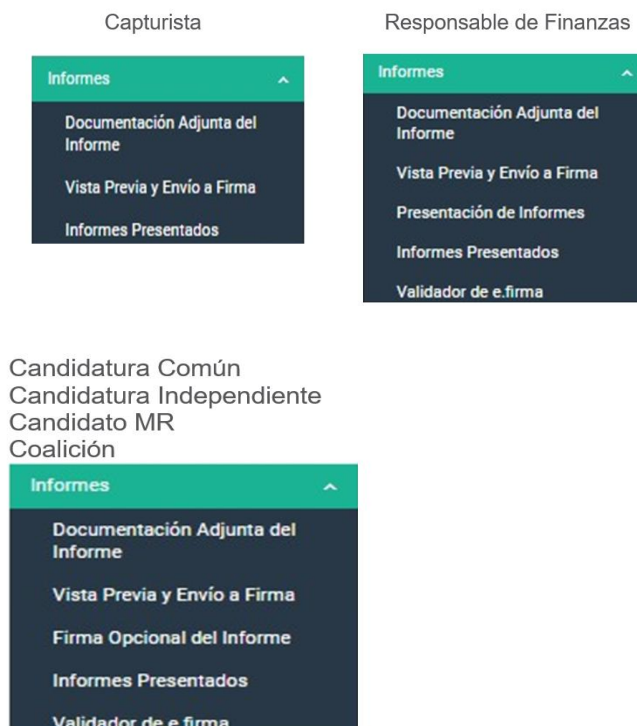 Capturista
Informes
Documentación Adjunta del
Informe
Vista Previa y Envío a Firma
Informes Presentados
Responsable de Finanzas
Informes
Documentación Adjunta del
Informe
Vista Previa y Envío a Firma
Presentación de Informes
Informes Presentados
Validador de e.firma
Candidatura Común
Candidatura Independiente
Candidato MR
Coalición
Informes
Documentación Adjunta del
Informe
Vista Previa y Envío a Firma
Firma Opcional del Informe
Informes Presentados
Validador de e.firma